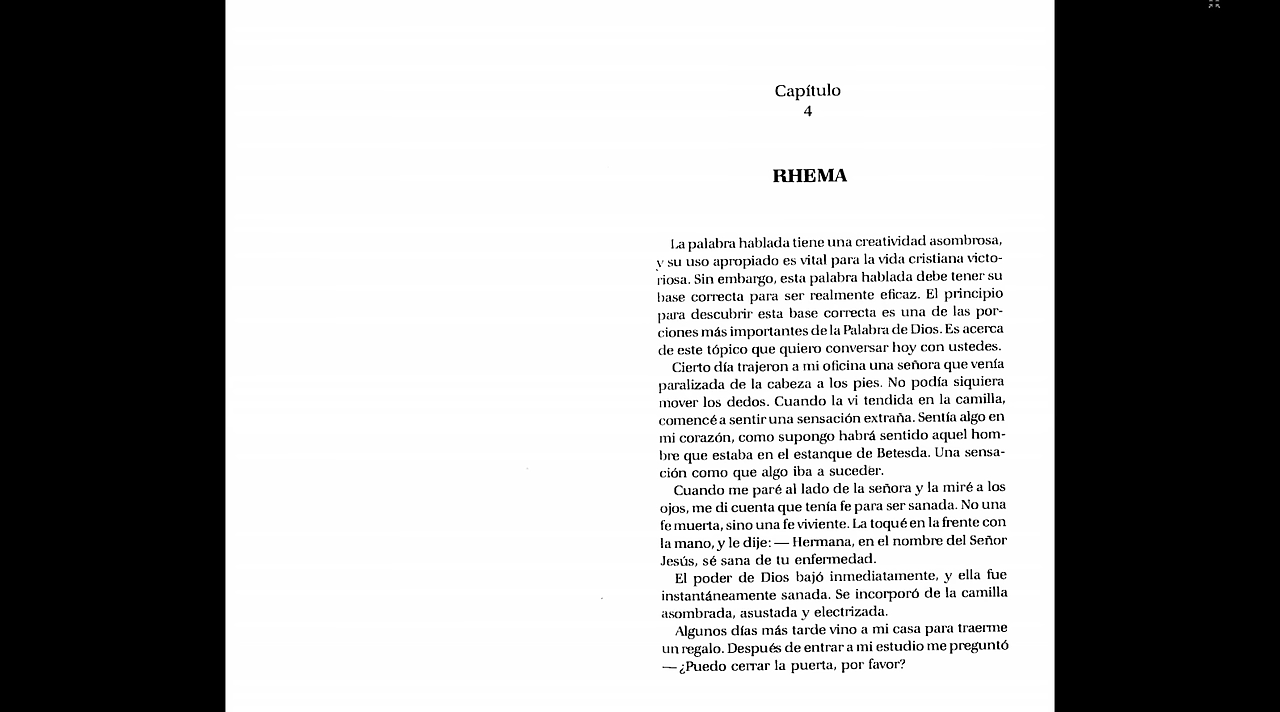 Capítulo
4
RHEMA
La palabra hablada tiene una creatividad asombrosa,
y su uso apropiado es vital para la vida cristiana victo-
riosa. Sin embargo, esta palabra hablada debe tener su
base correcta para ser realmente eficaz. El principio
para descubrir esta base correcta es una de las por-
ciones más importantes de la Palabra de Dios. Es acerca
de este tópico que quiero conversar hoy con ustedes.
Cierto día trajeron a mi oficina una señora que venía
paralizada de la cabeza a los pies. No podía siquiera
mover los dedos. Cuando la vi tendida en la camilla,
comencé a sentir una sensación extraña. Sentía algo en
mi corazón, como supongo habrá sentido aquel hom-
bre que estaba en el estanque de Betesda. Una sensa-
ción como que algo iba a suceder.
Cuando me paré al lado de la señora y la miré a los
ojos, me di cuenta que tenía fe para ser sanada. No una
fe muerta, sino una fe viviente. La toqué en la frente con
la mano, y le dije: — Hermana, en el nombre del Señor
Jesús, sé sana de tu enfermedad.
El poder de Dios bajó inmediatamente, y ella fue
instantáneamente sanada. Se incorporó de la camilla
asombrada, asustada y electrizada.
Algunos días más tarde vino a mi casa para traerme
un regalo. Después de entrar a mi estudio me preguntó
—¿Puedo cerrar la puerta, por favor?